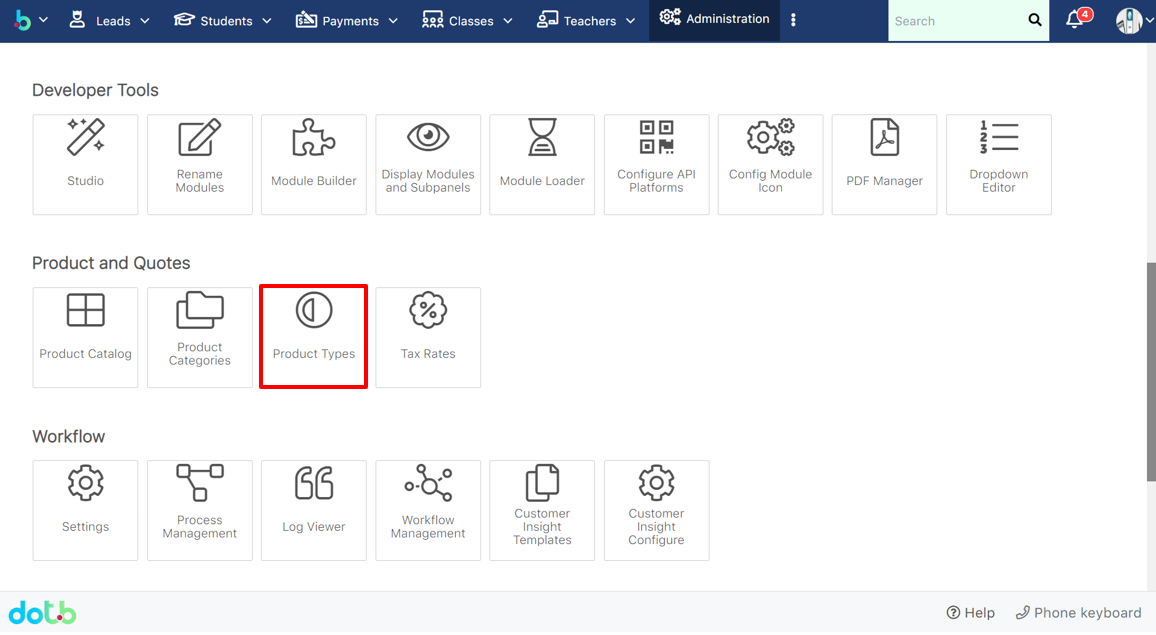 Leads
Students
Payments
Classes
Teachers
Administration
Search
4
Developer Tools
Studio
Rename
Modules
Module Builder
Display Modules
and Subpanels
Module Loader
Configure API
Platforms
Config Module
Icon
PDF Manager
1
2
3
Dropdown
Editor
Product and Quotes
Product Catalog
Product
Categories
Product Types
%
Tax Rates
Workflow
Settings
Process
Management
Log Viewer
Workflow
Management
Customer
Insight
Templates
Customer
Insight
Configure
dotb
Help
Phone keyboard